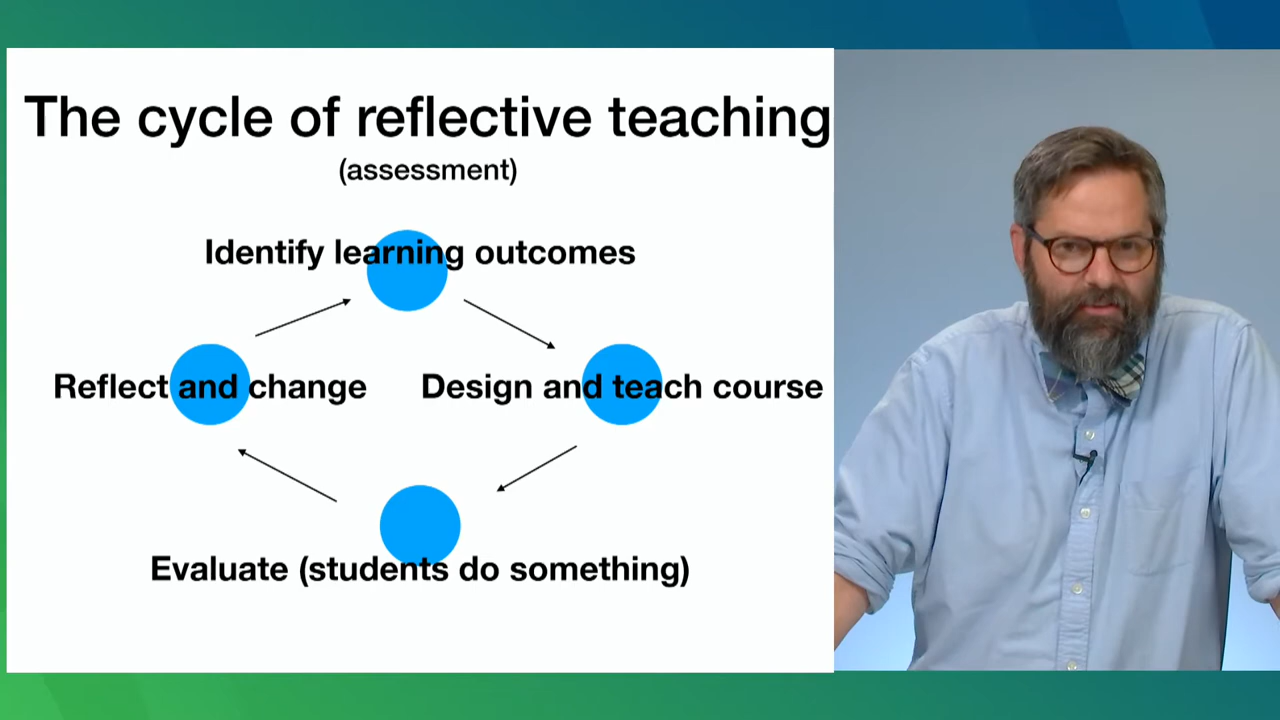 The cycle of reflective teaching
(assessment)
Identify learning outcomes
Reflect and change
Design and teach course
Evaluate (students do something)